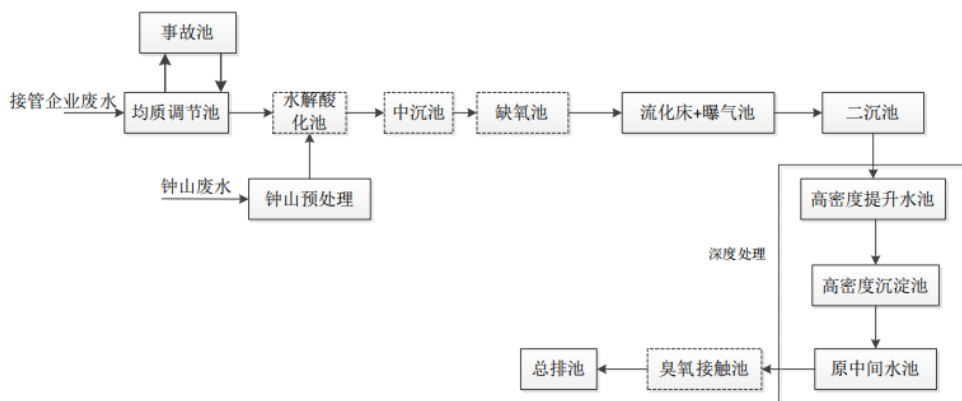 事故池
接管企业废水
均质调节池
水解酸
化池
中沉池
缺氧池
流化床+曝气池
二沉池
钟山废水
钟山预处理
高密度提升水池
深度处理
高密度沉淀池
总排池
臭氧接触池
原中间水池